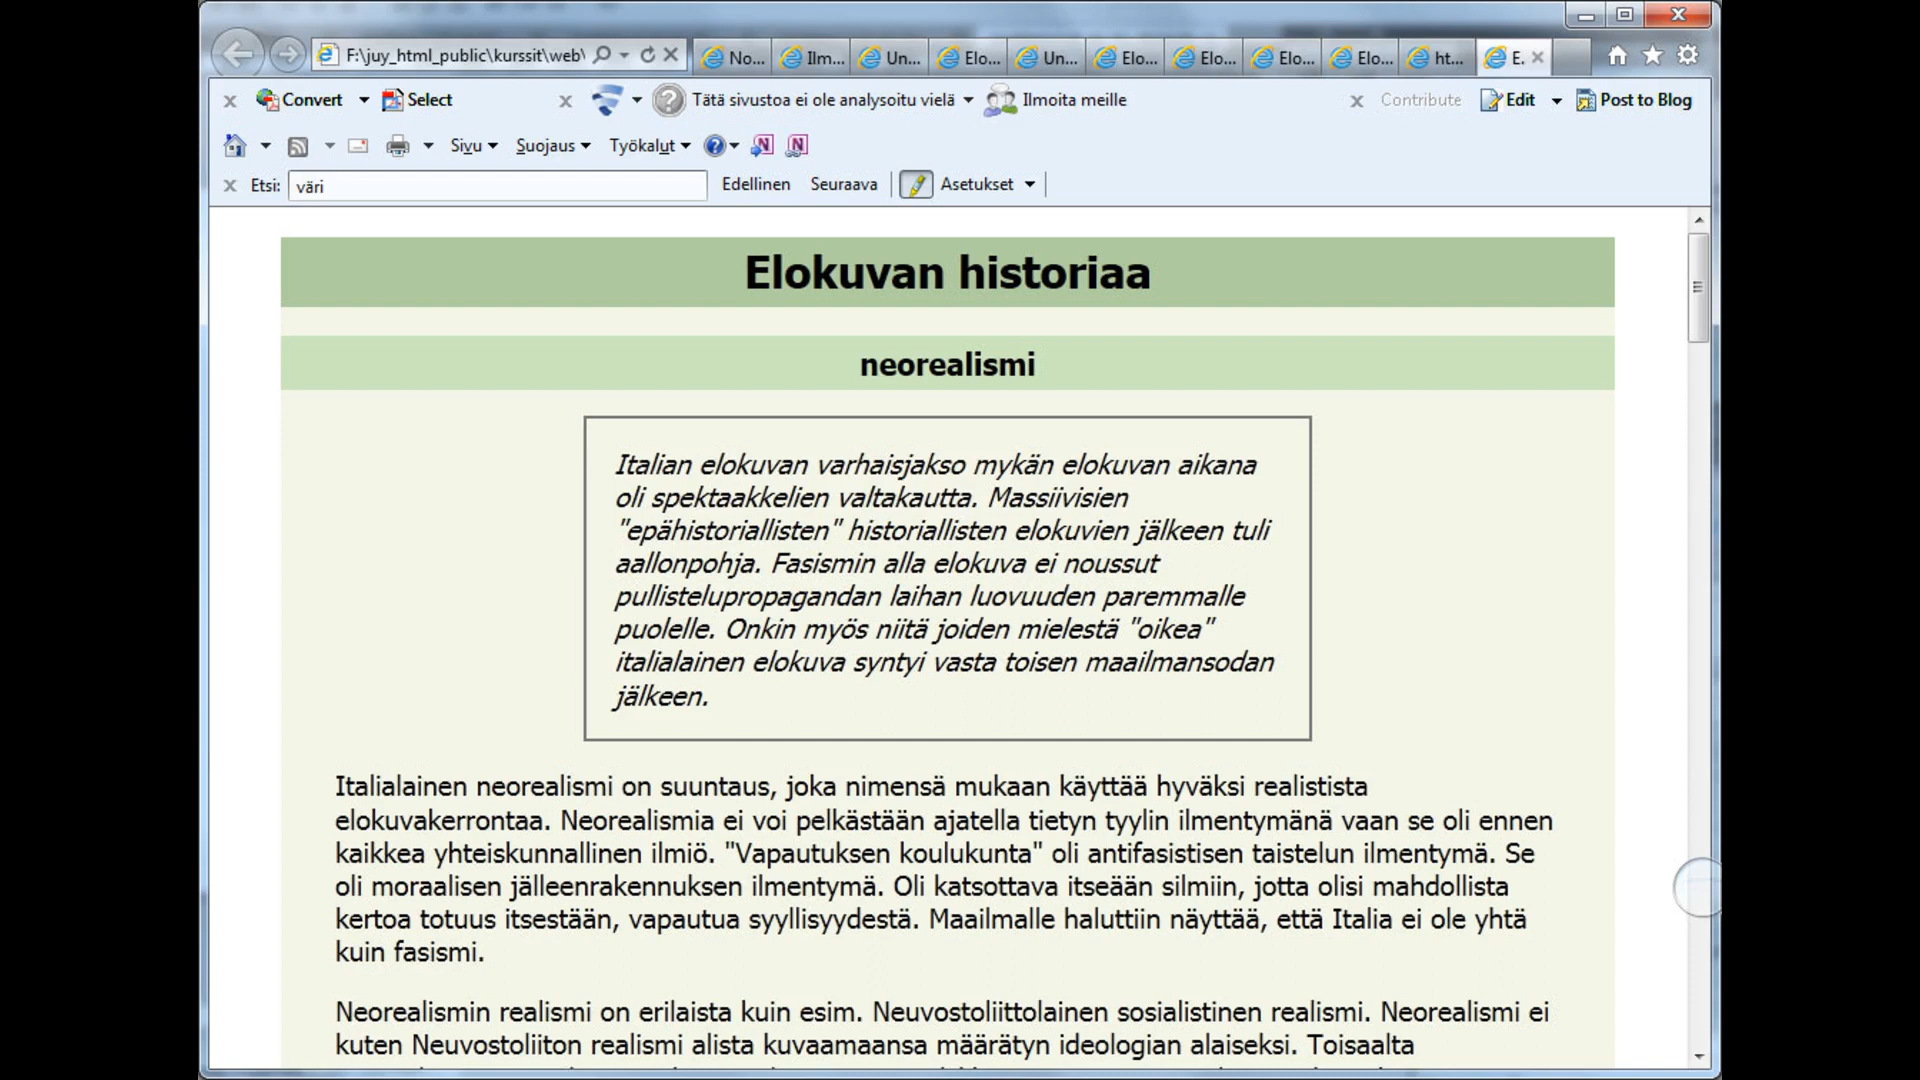 F:\juy_html_public\kurssit\web\
No...
Ilm...
Un...
Elo...
Un...
Elo...
Elo...
Elo...
Elo...
ht...
E.
Convert
Select
Tätä sivustoa ei ole analysoitu vielä
Ilmoita meille
Contribute
Edit
Post to Blog
Sivu
Suojaus
Työkalut
Etsi:
väri
Edellinen
Seuraava
Asetukset
Elokuvan historiaa
neorealismi
Italian elokuvan varhaisjakso mykän elokuvan aikana
oli spektaakkelien valtakautta. Massiivisien
"epähistoriallisten" historiallisten elokuvien jälkeen tuli
aallonpohja. Fasismin alla elokuva ei noussut
pullistelupropagandan laihan luovuuden paremmalle
puolelle. Onkin myös niitä joiden mielestä "oikea"
italialainen elokuva syntyi vasta toisen maailmansodan
jälkeen.
Italialainen neorealismi on suuntaus, joka nimensä mukaan käyttää hyväksi realistista
elokuvakerrontaa. Neorealismia ei voi pelkästään ajatella tietyn tyylin ilmentymänä vaan se oli ennen
kaikkea yhteiskunnallinen ilmiö. "Vapautuksen koulukunta" oli antifasistisen taistelun ilmentymä. Se
oli moraalisen jälleenrakennuksen ilmentymä. Oli katsottava itseään silmiin, jotta olisi mahdollista
kertoa totuus itsestään, vapautua syyllisyydestä. Maailmalle haluttiin näyttää, että Italia ei ole yhtä
kuin fasismi.
Neorealismin realismi on erilaista kuin esim. Neuvostoliittolainen sosialistinen realismi. Neorealismi ei
kuten Neuvostoliiton realismi alista kuvaamaansa määrätyn ideologian alaiseksi. Toisaalta